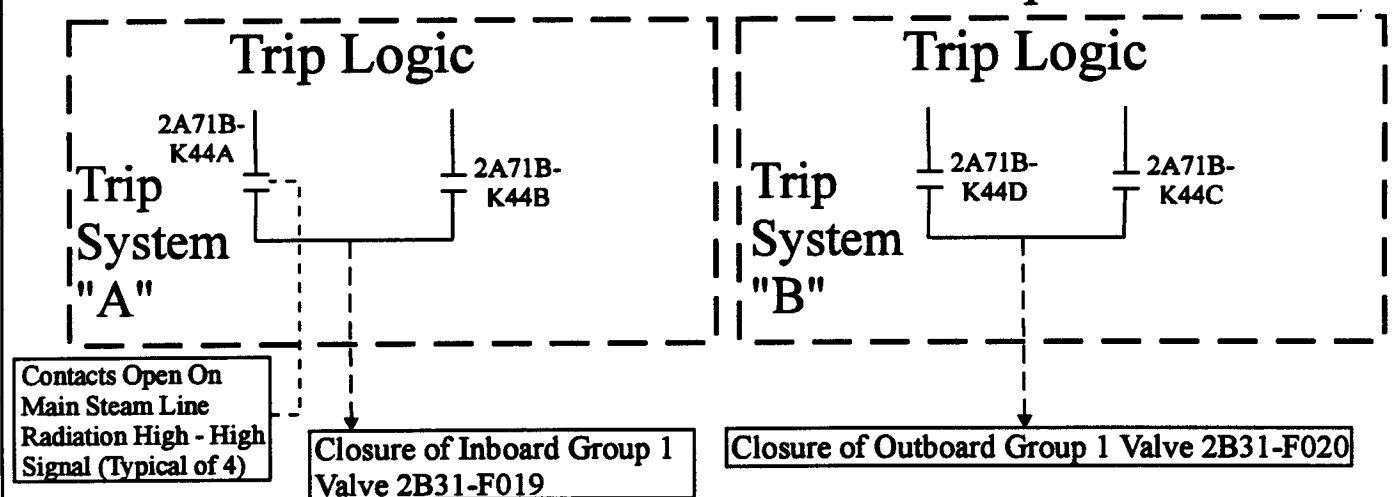 Trip Logic
2A71B-
K44A
2A71B-
K44B
Trip
System
"A"
Contacts Open On
Main Steam Line
Radiation High - High
Signal (Typical of 4)
Closure of Inboard Group 1
Valve 2B31-F019
Trip Logic
2A71B-
K44D
2A71B-
K44C
Trip
System
"B"
Closure of Outboard Group 1 Valve 2B31-F020